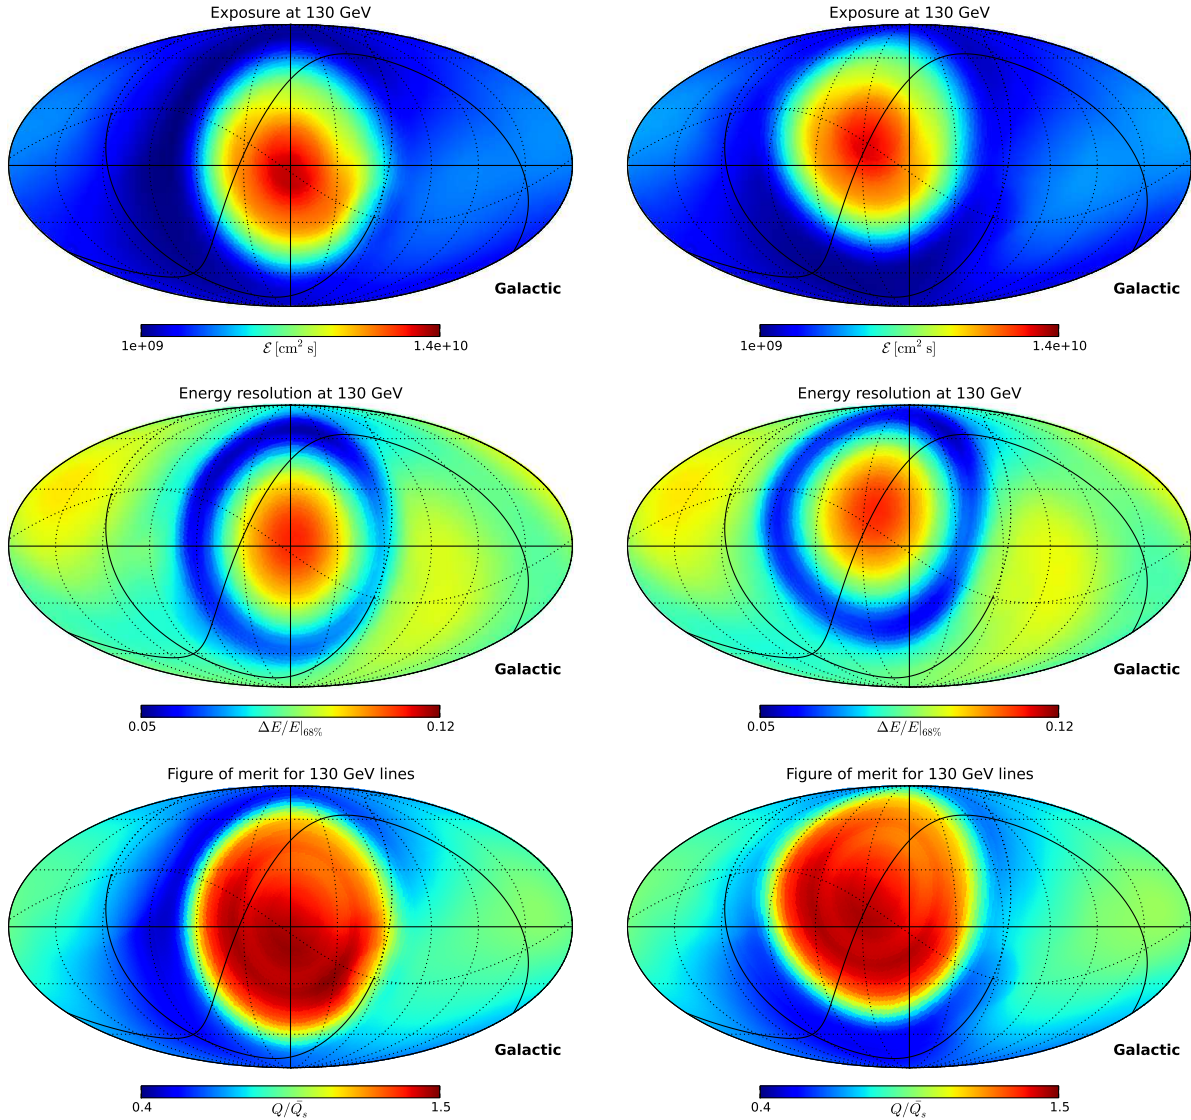 Exposure at 130 GeV
Exposure at 130 GeV
Galactic
Galactic
1e+09 ℰ [cm² s] 1.4e+10
1e+09 ℰ [cm² s] 1.4e+10
Energy resolution at 130 GeV
Energy resolution at 130 GeV
Galactic
Galactic
0.05 ΔE/E|68% 0.12
0.05 ΔE/E|68% 0.12
Figure of merit for 130 GeV lines
Figure of merit for 130 GeV lines
Galactic
Galactic
0.4 Q/Q̄s 1.5
0.4 Q/Q̄s 1.5